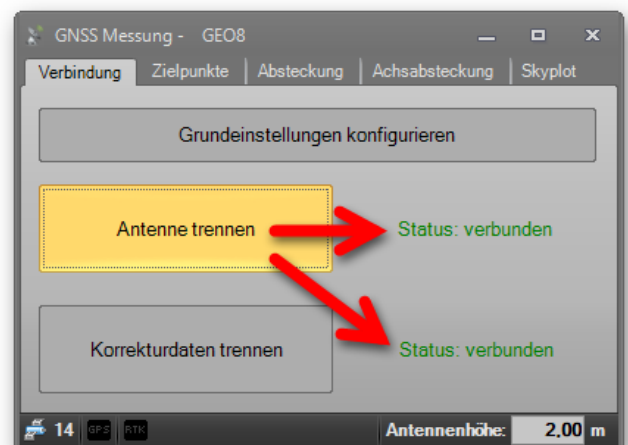 GNSS Messung - GEO8
Verbindung Zielpunkte Absteckung Achsabsteckung Skyplot
Grundeinstellungen konfigurieren
Antenne trennen Status: verbunden
Korrekturdaten trennen Status: verbunden
14 GPS RTK Antennenhöhe: 2,00 m